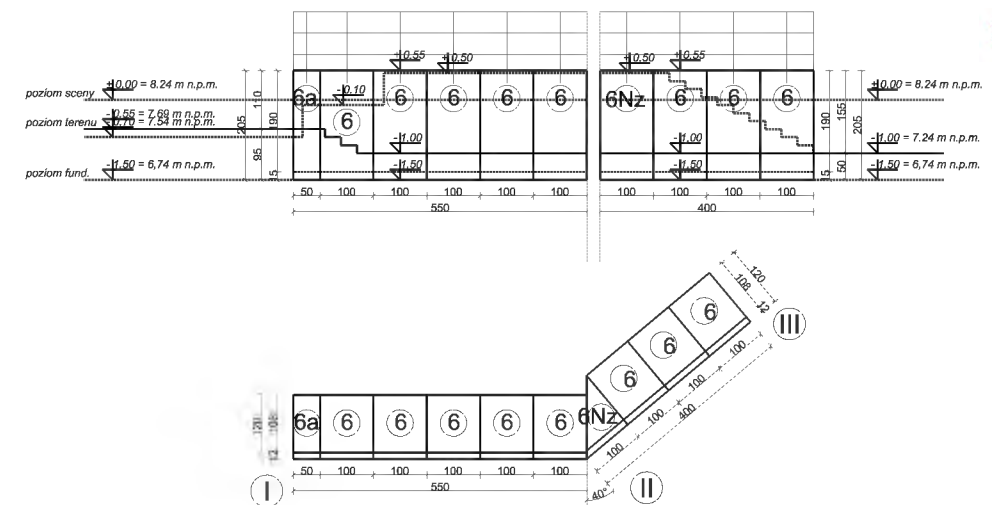 +0.55
+0.50
+0.50
+0.55
±0.00 = 8.24 m n.p.m.
±0.00 = 8.24 m n.p.m.
poziom sceny
-0.10
6a
6
6
6
6
6
6Nz
6
6
6
110
190
205
95
15
190
155
205
50
15
-0.55 = 7.69 m n.p.m.
poziom terenu
-0.70 = 7.54 m n.p.m.
-1.00
-1.00
-1.00 = 7.24 m n.p.m.
-1.50 = 6,74 m n.p.m.
poziom fund.
-1.50
-1.50
-1.50 = 6,74 m n.p.m.
50 100 100 100 100 100
100 100 100 100
550
400
120
108
12
III
6
6
6
100
100
100
100
400
120
108
12
6a 6 6 6 6 6 6Nz
50 100 100 100 100 100
550
40°
I
II